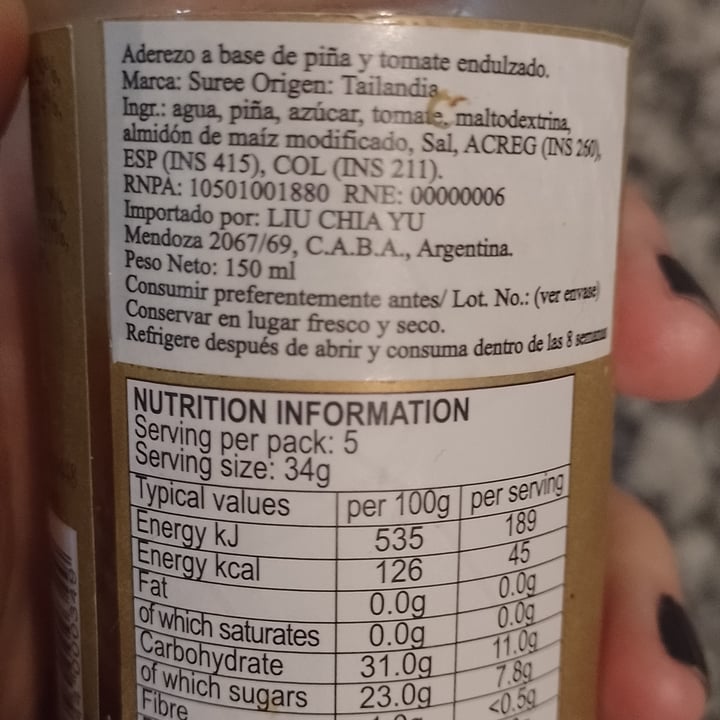 Aderezo a base de piña y tomate endulzado.
Marca: Suree Origen: Tailandia
Ingr.: agua, piña, azúcar, tomate, maltodextrina,
almidón de maíz modificado, Sal, ACREG (INS 260),
ESP (INS 415), COL (INS 211).
RNPA: 10501001880 RNE: 00000006
Importado por: LIU CHIA YU
Mendoza 2067/69, C.A.B.A., Argentina.
Peso Neto: 150 ml
Consumir preferentemente antes/ Lot. No.: (ver envase)
Conservar en lugar fresco y seco.
Refrigere después de abrir y consuma dentro de las 8 semanas
NUTRITION INFORMATION
Serving per pack: 5
Serving size: 34g
Typical values per 100g per serving
Energy kJ 535 189
Energy kcal 126 45
Fat 0.0g 0.0g
of which saturates 0.0g 0.0g
Carbohydrate 31.0g 11.0g
of which sugars 23.0g 7.8g
Fibre <0.5g